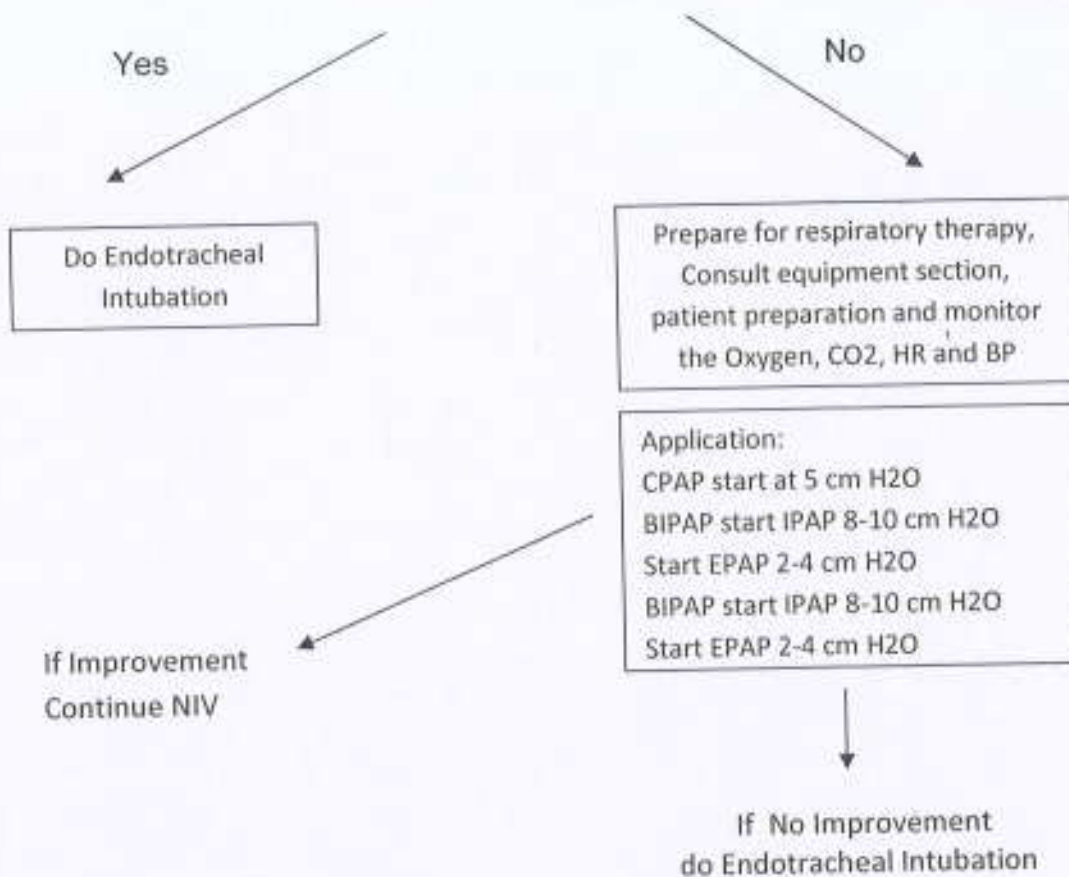 Yes
No
Do Endotracheal
Intubation
Prepare for respiratory therapy,
Consult equipment section,
patient preparation and monitor
the Oxygen, CO2, HR and BP
Application:
CPAP start at 5 cm H2O
BIPAP start IPAP 8-10 cm H2O
Start EPAP 2-4 cm H2O
BIPAP start IPAP 8-10 cm H2O
Start EPAP 2-4 cm H2O
If Improvement
Continue NIV
If No Improvement
do Endotracheal Intubation